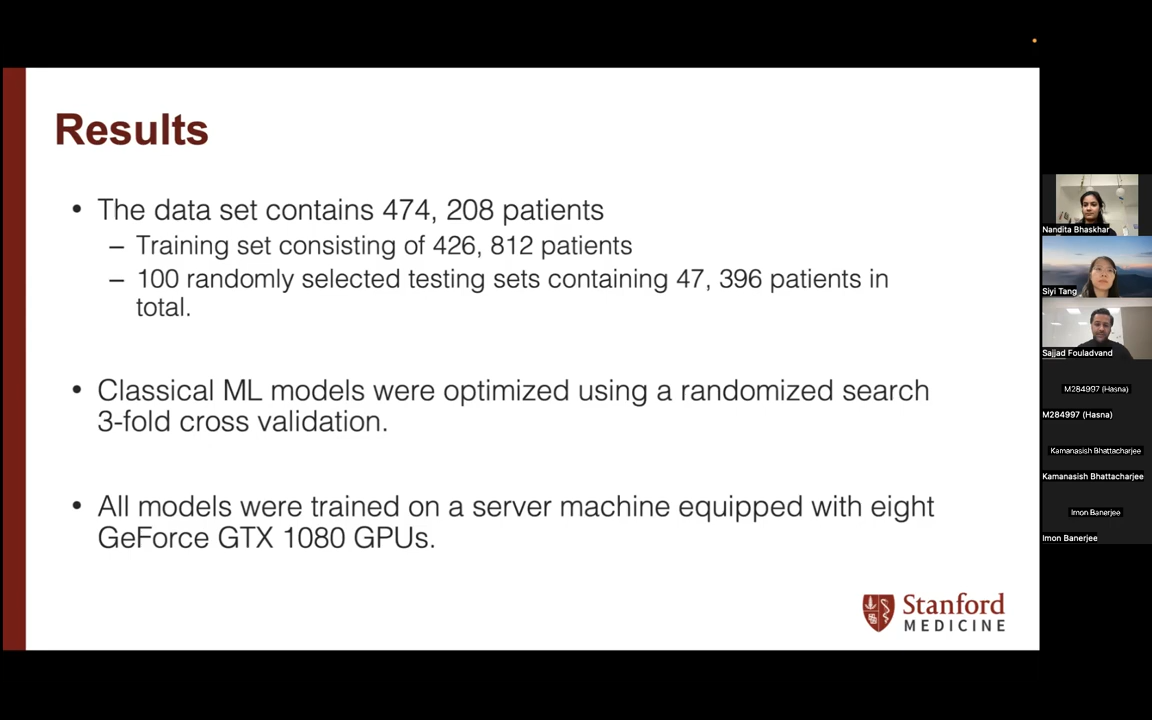 Results
• The data set contains 474, 208 patients
– Training set consisting of 426, 812 patients
– 100 randomly selected testing sets containing 47, 396 patients in
total.
• Classical ML models were optimized using a randomized search
3-fold cross validation.
• All models were trained on a server machine equipped with eight
GeForce GTX 1080 GPUs.
Stanford
MEDICINE
Nandita Bhaskhar
Siyi Tang
Sajjad Fouladvand
M284997 (Hasna)
M284997 (Hasna)
Kamanasish Bhattacharjee
Kamanasish Bhattacharjee
Imon Banerjee
Imon Banerjee